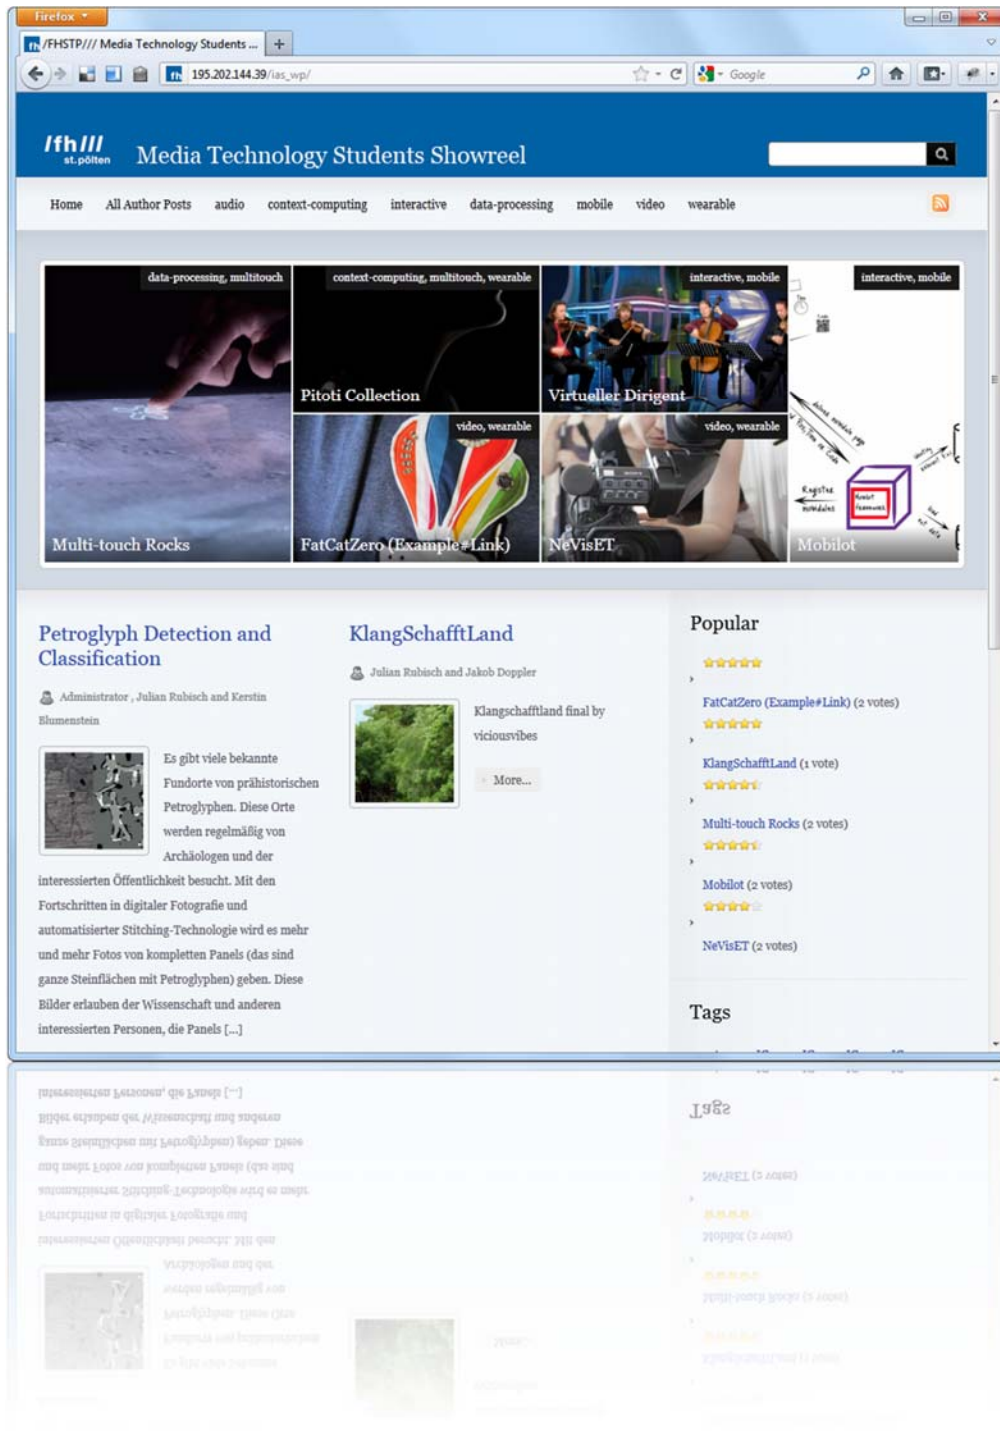 Firefox
/FHSTP/// Media Technology Students ...
195.202.144.39/ias_wp/
Google
/fh///
st.pölten
Media Technology Students Showreel
Home All Author Posts audio context-computing interactive data-processing mobile video wearable
data-processing, multitouch
Multi-touch Rocks
context-computing, multitouch, wearable
Pitoti Collection
interactive, mobile
Virtueller Dirigent
video, wearable
FatCatZero (Example#Link)
video, wearable
NeVisET
interactive, mobile
Register
modules
Mobilot
Petroglyph Detection and
Classification
Administrator , Julian Rubisch and Kerstin
Blumenstein
Es gibt viele bekannte
Fundorte von prähistorischen
Petroglyphen. Diese Orte
werden regelmäßig von
Archäologen und der
interessierten Öffentlichkeit besucht. Mit den
Fortschritten in digitaler Fotografie und
automatisierter Stitching-Technologie wird es mehr
und mehr Fotos von kompletten Panels (das sind
ganze Steinflächen mit Petroglyphen) geben. Diese
Bilder erlauben der Wissenschaft und anderen
interessierten Personen, die Panels [...]
KlangSchafftLand
Julian Rubisch and Jakob Doppler
Klangschafftland final by
viciousvibes
More...
Popular
FatCatZero (Example#Link) (2 votes)
KlangSchafftLand (1 vote)
Multi-touch Rocks (2 votes)
Mobilot (2 votes)
NeVisET (2 votes)
Tags